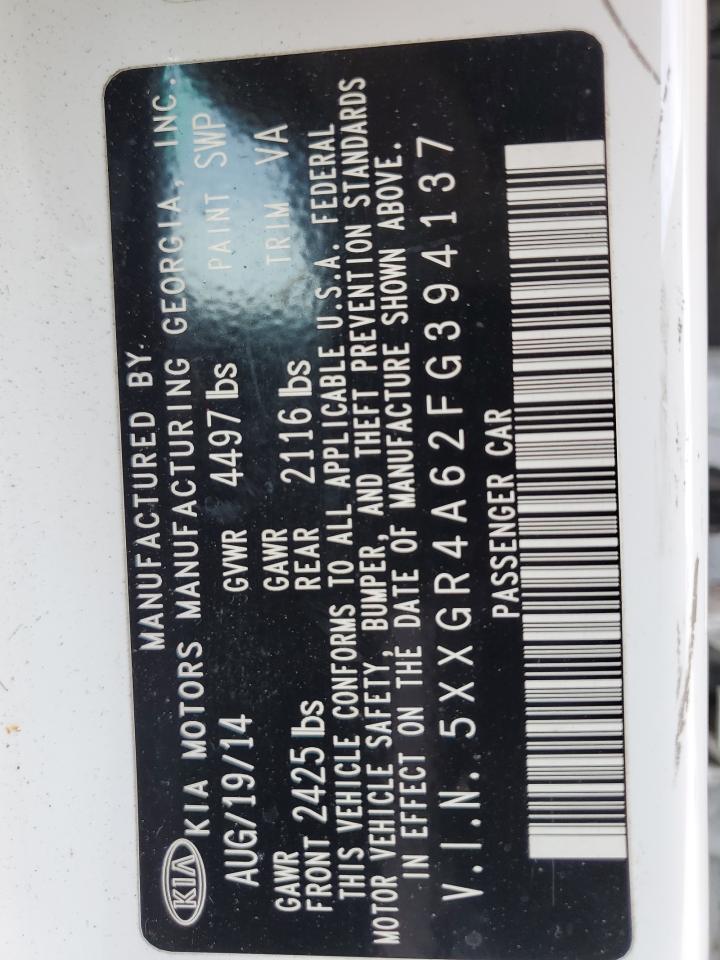 MANUFACTURED BY
KIA KIA MOTORS MANUFACTURING GEORGIA, INC.
AUG/19/14 GVWR 4497 lbs PAINT SWP
GAWR FRONT 2425 lbs GAWR REAR 2116 lbs TRIM VA
THIS VEHICLE CONFORMS TO ALL APPLICABLE U.S.A. FEDERAL
MOTOR VEHICLE SAFETY, BUMPER, AND THEFT PREVENTION STANDARDS
IN EFFECT ON THE DATE OF MANUFACTURE SHOWN ABOVE.
V.I.N. 5XXGR4A62FG394137
PASSENGER CAR